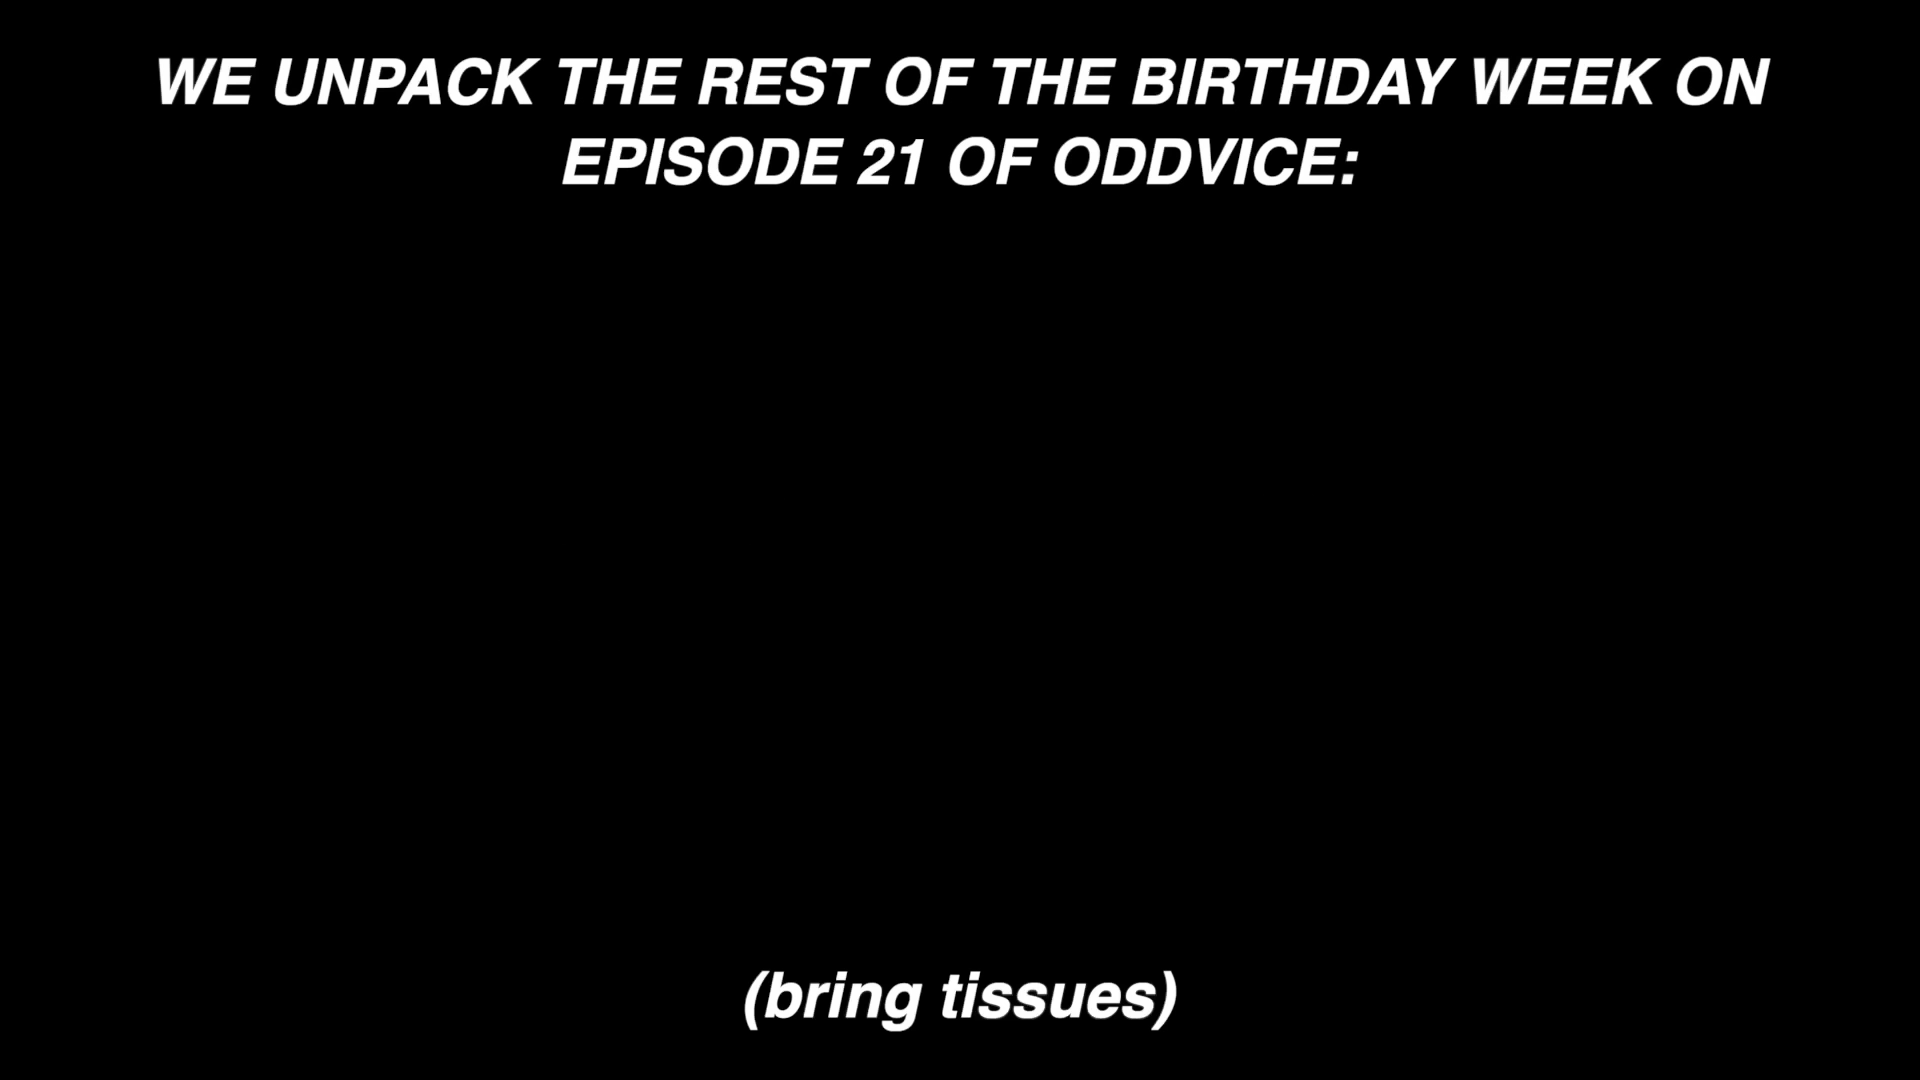 WE UNPACK THE REST OF THE BIRTHDAY WEEK ON
EPISODE 21 OF ODDVICE:
(bring tissues)